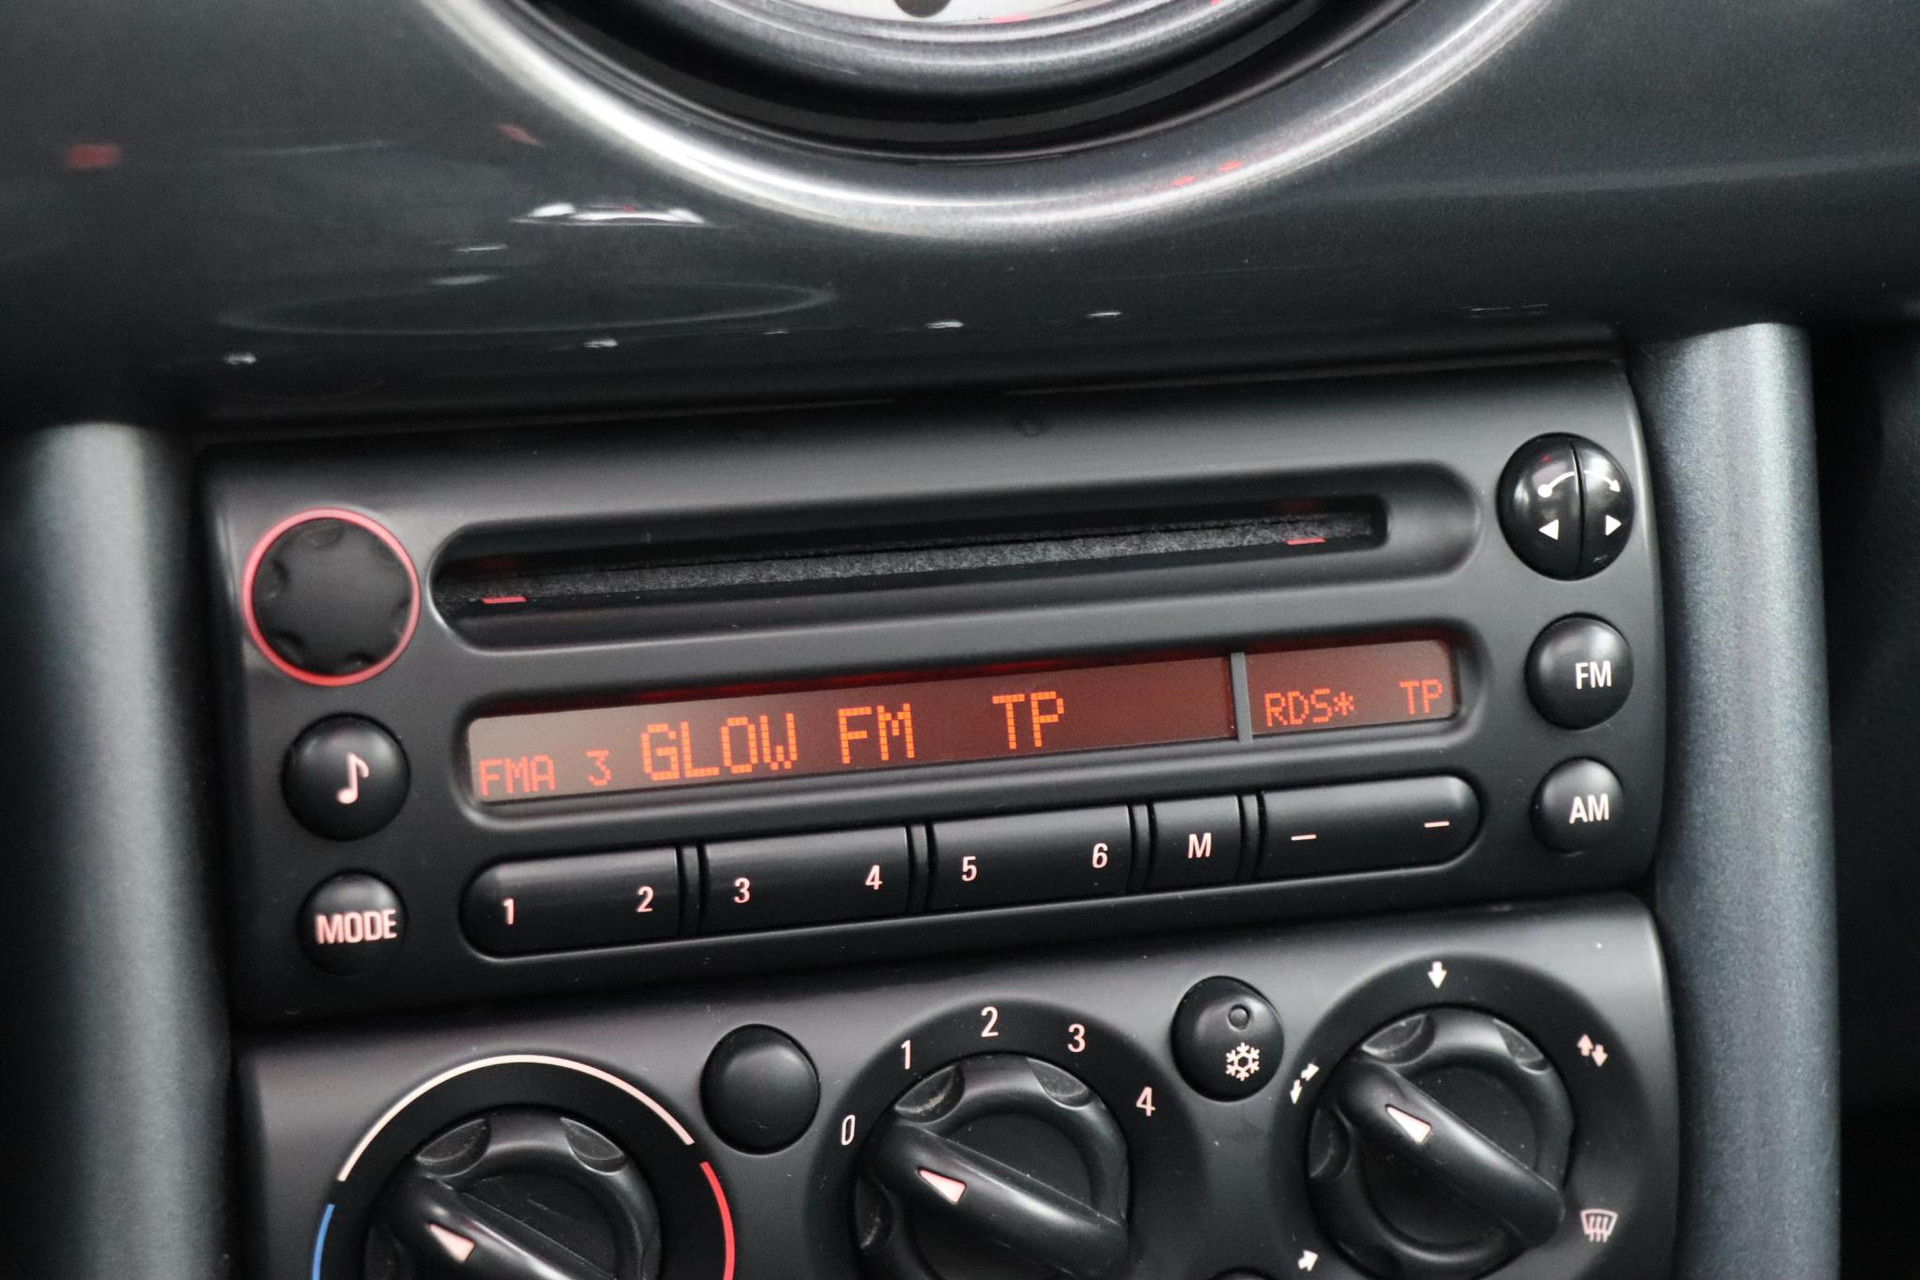 FMA 3 GLOW FM TP RDS* TP
FM
AM
MODE
1 2 3 4 5 6 M — —
0 1 2 3 4